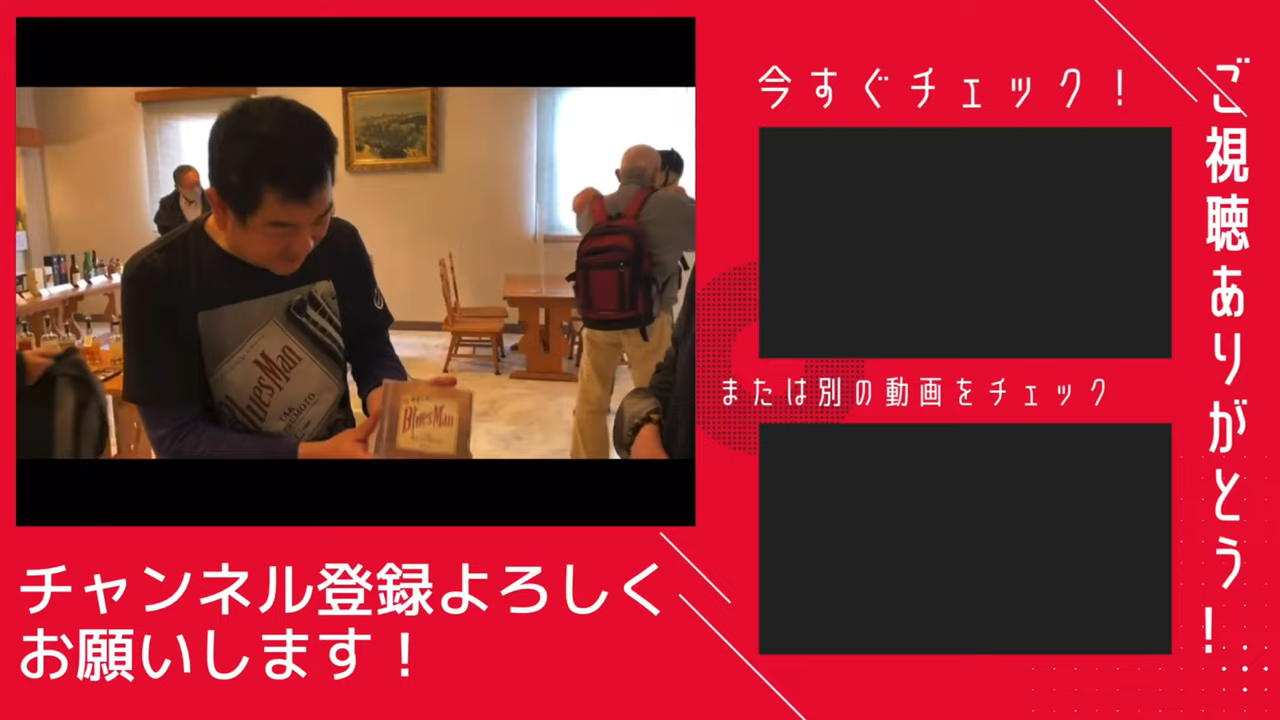 今すぐチェック!
または別の動画をチェック
ご視聴ありがとう!
チャンネル登録よろしく
お願いします!
BluesMan
BluesMan